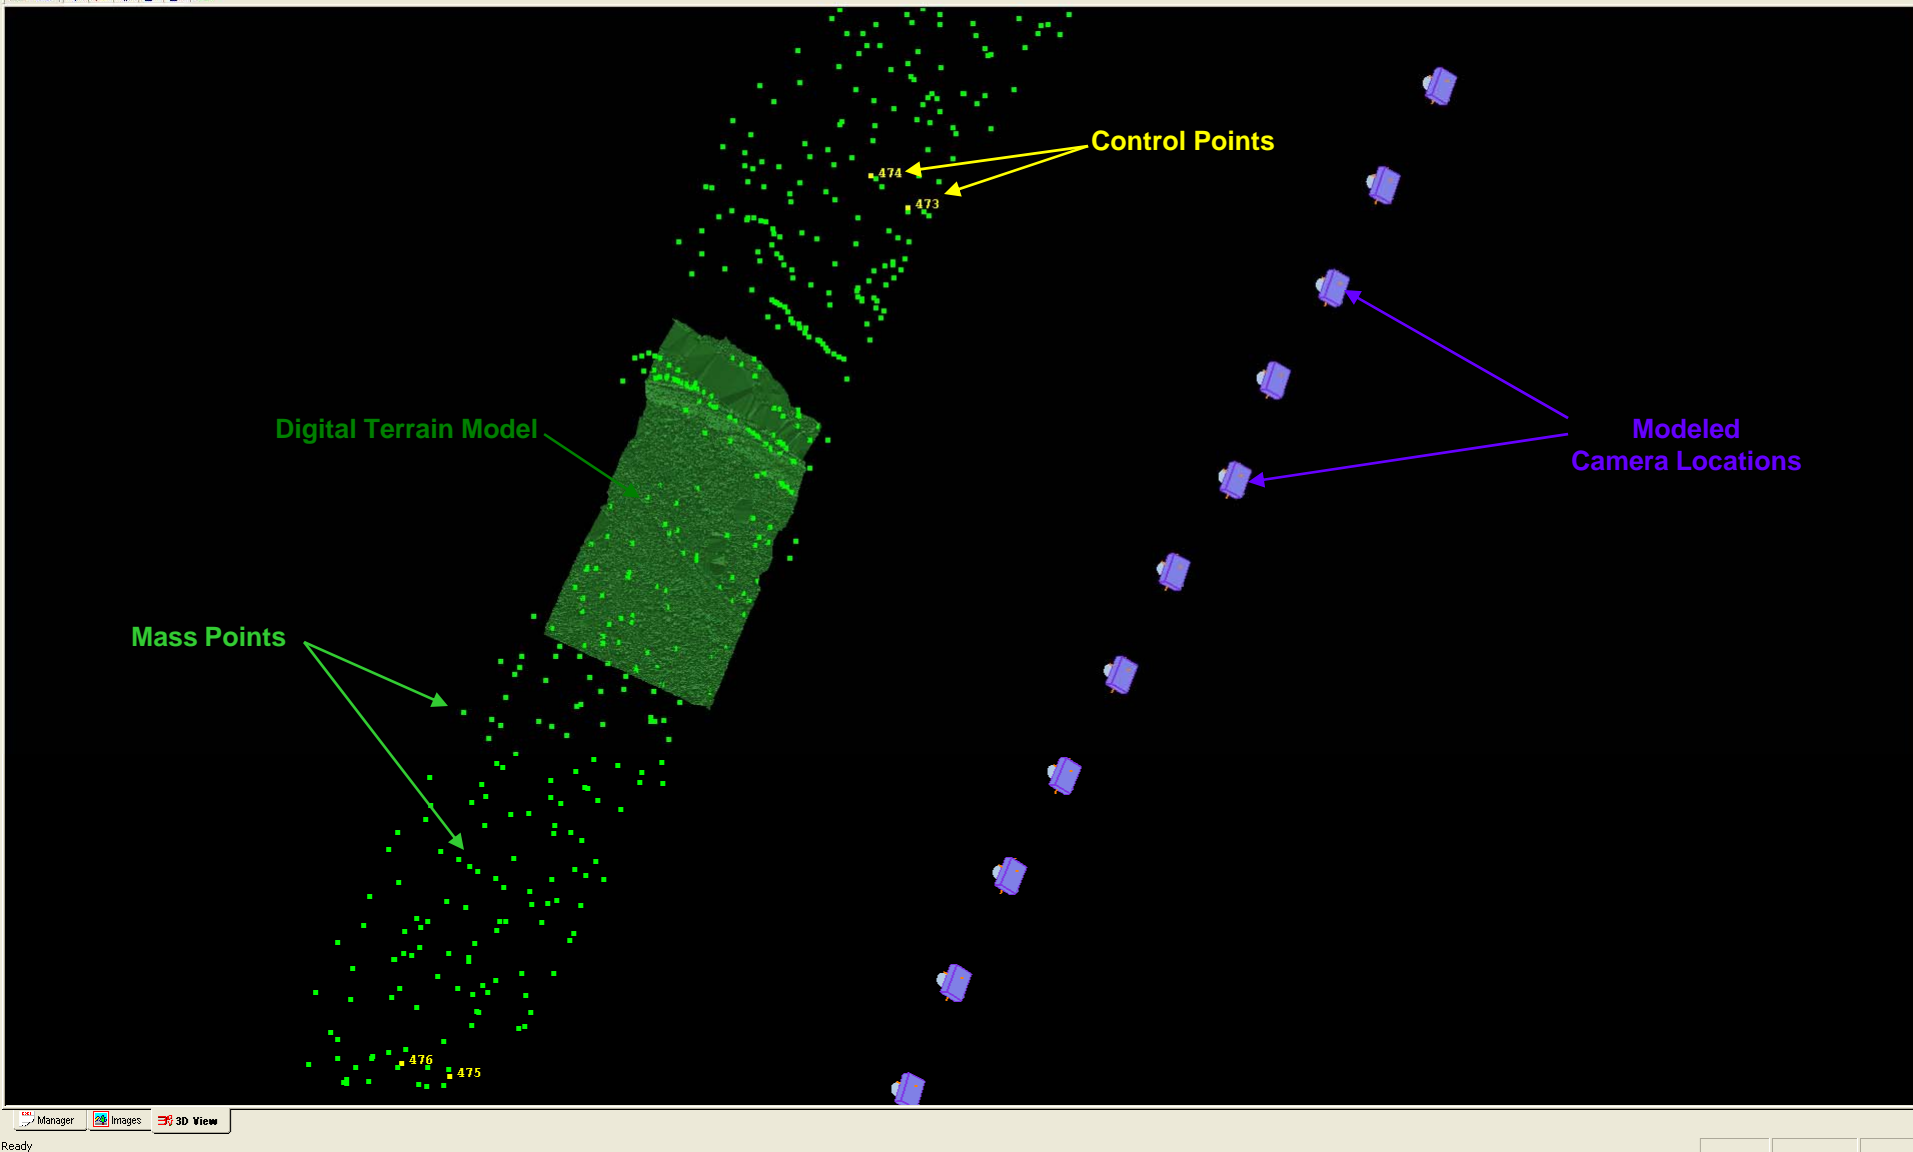 Control Points
474
473
Digital Terrain Model
Modeled
Camera Locations
Mass Points
476
475
Manager
Images
3D View
Ready